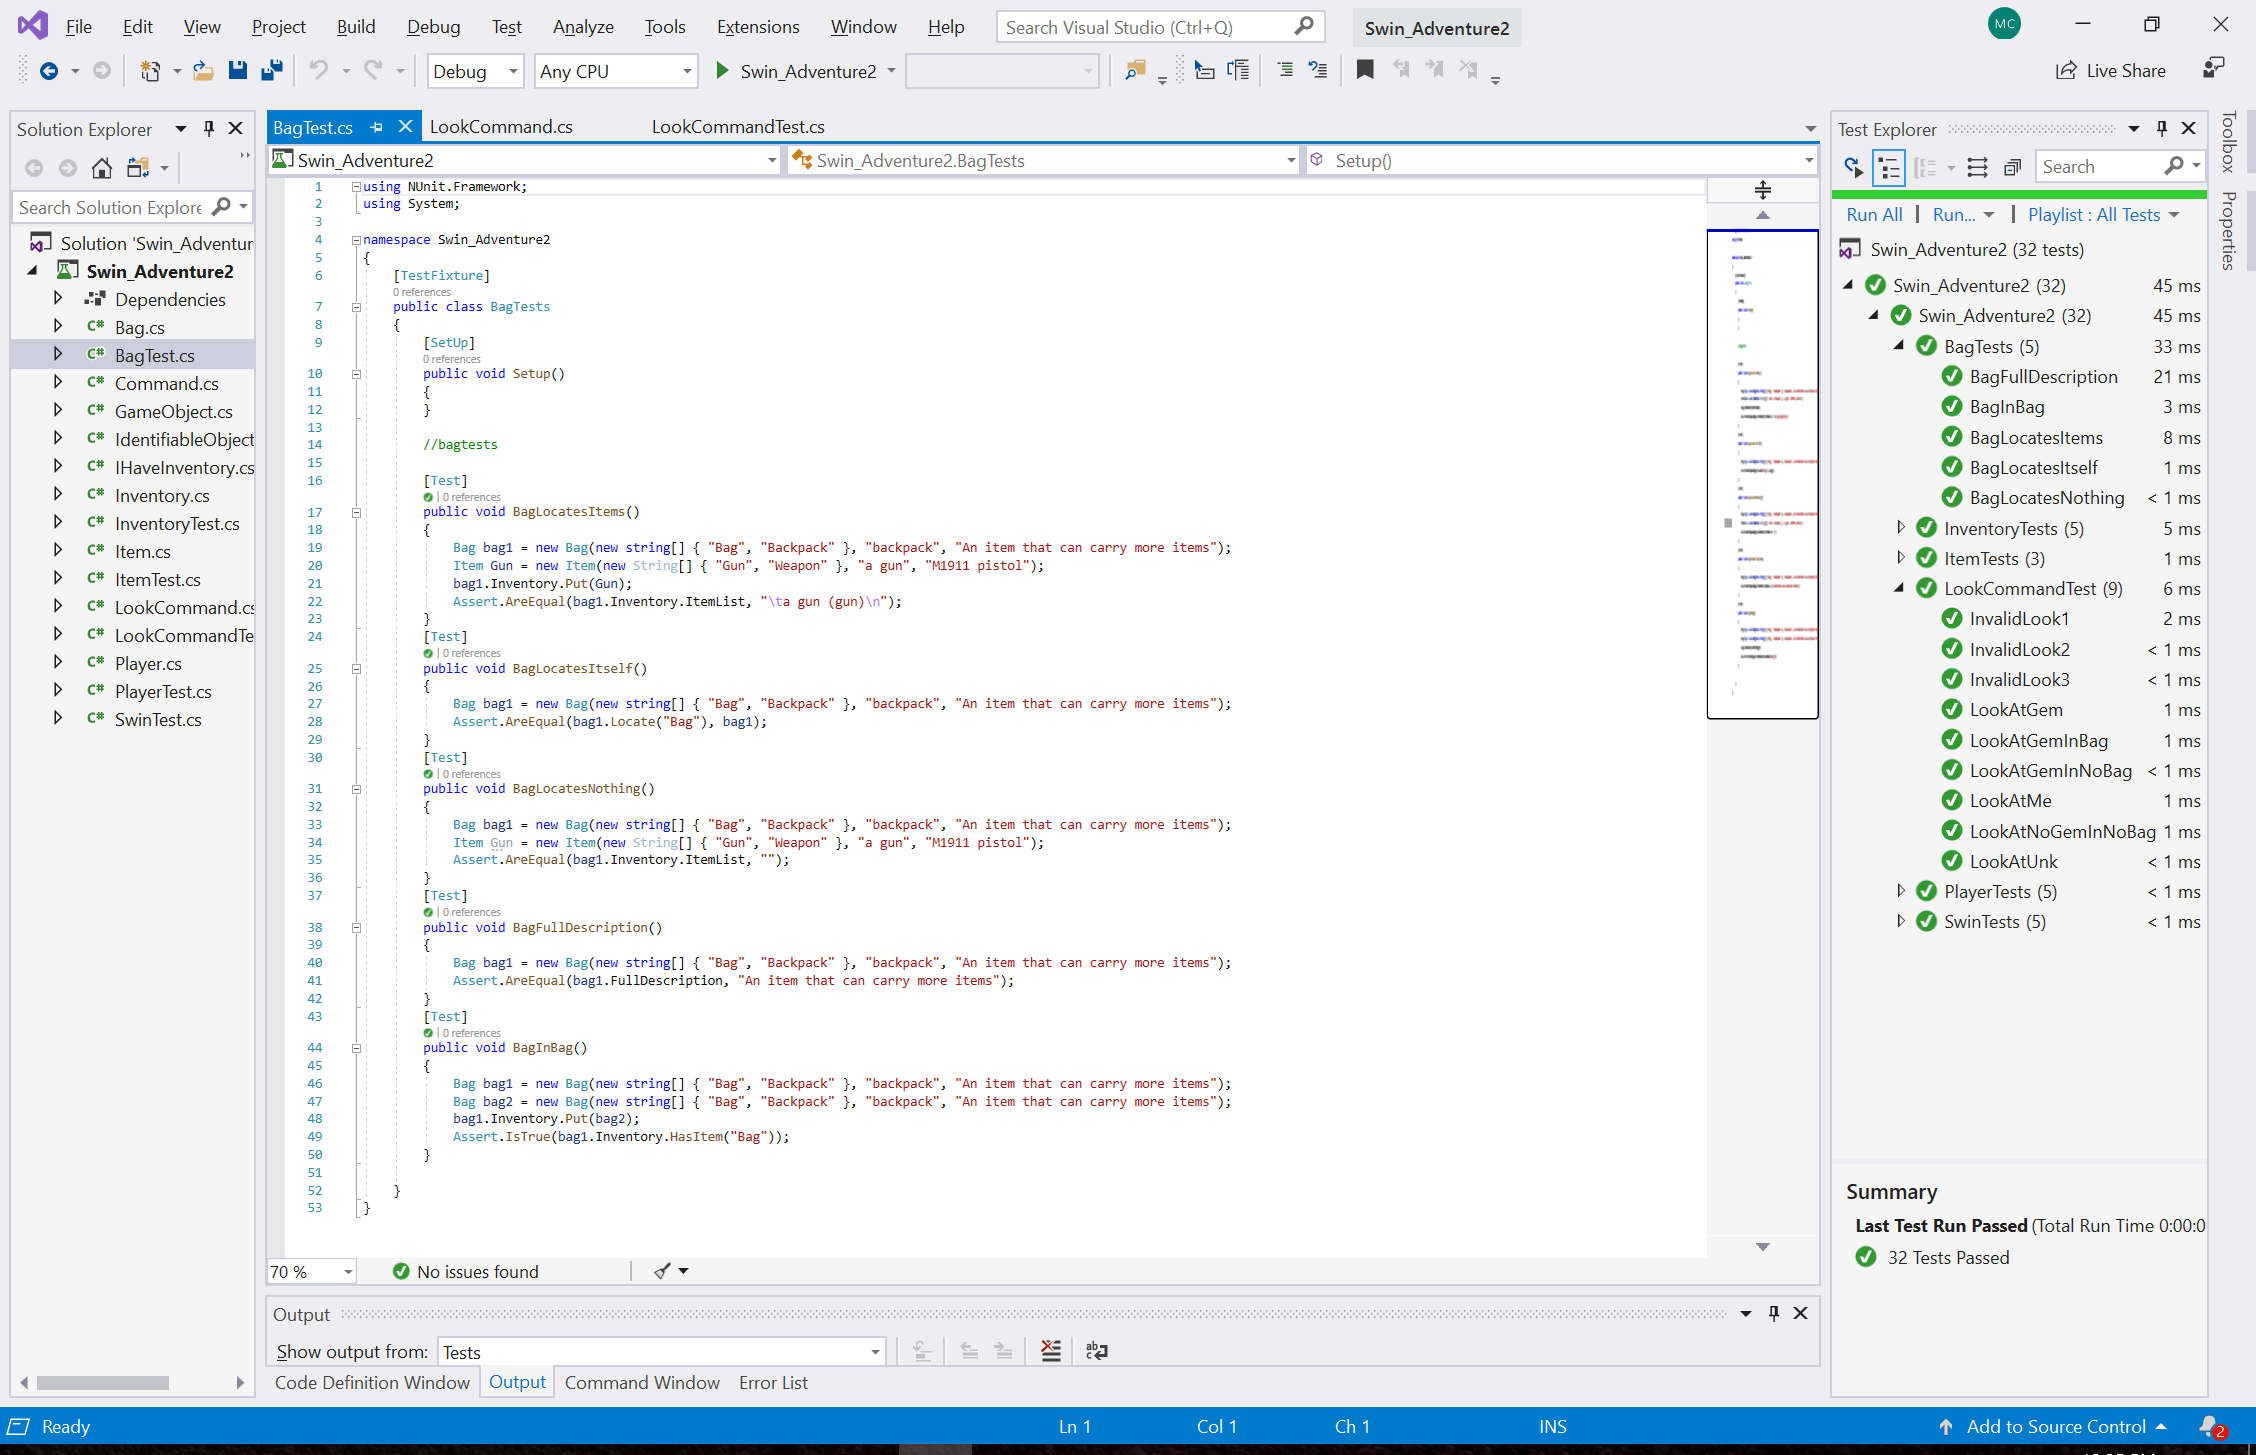 File Edit View Project Build Debug Test Analyze Tools Extensions Window Help Search Visual Studio (Ctrl+Q) Swin_Adventure2 MC
Debug Any CPU Swin_Adventure2 Live Share
Solution Explorer
Search Solution Explore
Solution 'Swin_Adventur
Swin_Adventure2
Dependencies
C# Bag.cs
C# BagTest.cs
C# Command.cs
C# GameObject.cs
C# IdentifiableObject
C# IHaveInventory.cs
C# Inventory.cs
C# InventoryTest.cs
C# Item.cs
C# ItemTest.cs
C# LookCommand.cs
C# LookCommandTe
C# Player.cs
C# PlayerTest.cs
C# SwinTest.cs
BagTest.cs LookCommand.cs LookCommandTest.cs
Swin_Adventure2 Swin_Adventure2.BagTests Setup()
1 using NUnit.Framework;
2 using System;
3
4 namespace Swin_Adventure2
5 {
6 [TestFixture]
0 references
7 public class BagTests
8 {
9 [SetUp]
0 references
10 public void Setup()
11 {
12 }
13
14 //bagtests
15
16 [Test]
| 0 references
17 public void BagLocatesItems()
18 {
19 Bag bag1 = new Bag(new string[] { "Bag", "Backpack" }, "backpack", "An item that can carry more items");
20 Item Gun = new Item(new String[] { "Gun", "Weapon" }, "a gun", "M1911 pistol");
21 bag1.Inventory.Put(Gun);
22 Assert.AreEqual(bag1.Inventory.ItemList, "\ta gun (gun)\n");
23 }
24 [Test]
| 0 references
25 public void BagLocatesItself()
26 {
27 Bag bag1 = new Bag(new string[] { "Bag", "Backpack" }, "backpack", "An item that can carry more items");
28 Assert.AreEqual(bag1.Locate("Bag"), bag1);
29 }
30 [Test]
| 0 references
31 public void BagLocatesNothing()
32 {
33 Bag bag1 = new Bag(new string[] { "Bag", "Backpack" }, "backpack", "An item that can carry more items");
34 Item Gun = new Item(new String[] { "Gun", "Weapon" }, "a gun", "M1911 pistol");
35 Assert.AreEqual(bag1.Inventory.ItemList, "");
36 }
37 [Test]
| 0 references
38 public void BagFullDescription()
39 {
40 Bag bag1 = new Bag(new string[] { "Bag", "Backpack" }, "backpack", "An item that can carry more items");
41 Assert.AreEqual(bag1.FullDescription, "An item that can carry more items");
42 }
43 [Test]
| 0 references
44 public void BagInBag()
45 {
46 Bag bag1 = new Bag(new string[] { "Bag", "Backpack" }, "backpack", "An item that can carry more items");
47 Bag bag2 = new Bag(new string[] { "Bag", "Backpack" }, "backpack", "An item that can carry more items");
48 bag1.Inventory.Put(bag2);
49 Assert.IsTrue(bag1.Inventory.HasItem("Bag"));
50 }
51
52 }
53 }
70 % No issues found
Output
Show output from: Tests
Code Definition Window Output Command Window Error List
Test Explorer
Search
Run All | Run... | Playlist : All Tests
Swin_Adventure2 (32 tests)
Swin_Adventure2 (32) 45 ms
Swin_Adventure2 (32) 45 ms
BagTests (5) 33 ms
BagFullDescription 21 ms
BagInBag 3 ms
BagLocatesItems 8 ms
BagLocatesItself 1 ms
BagLocatesNothing < 1 ms
InventoryTests (5) 5 ms
ItemTests (3) 1 ms
LookCommandTest (9) 6 ms
InvalidLook1 2 ms
InvalidLook2 < 1 ms
InvalidLook3 < 1 ms
LookAtGem 1 ms
LookAtGemInBag 1 ms
LookAtGemInNoBag < 1 ms
LookAtMe 1 ms
LookAtNoGemInNoBag 1 ms
LookAtUnk < 1 ms
PlayerTests (5) < 1 ms
SwinTests (5) < 1 ms
Summary
Last Test Run Passed (Total Run Time 0:00:0
32 Tests Passed
Toolbox
Properties
Ready Ln 1 Col 1 Ch 1 INS Add to Source Control 2